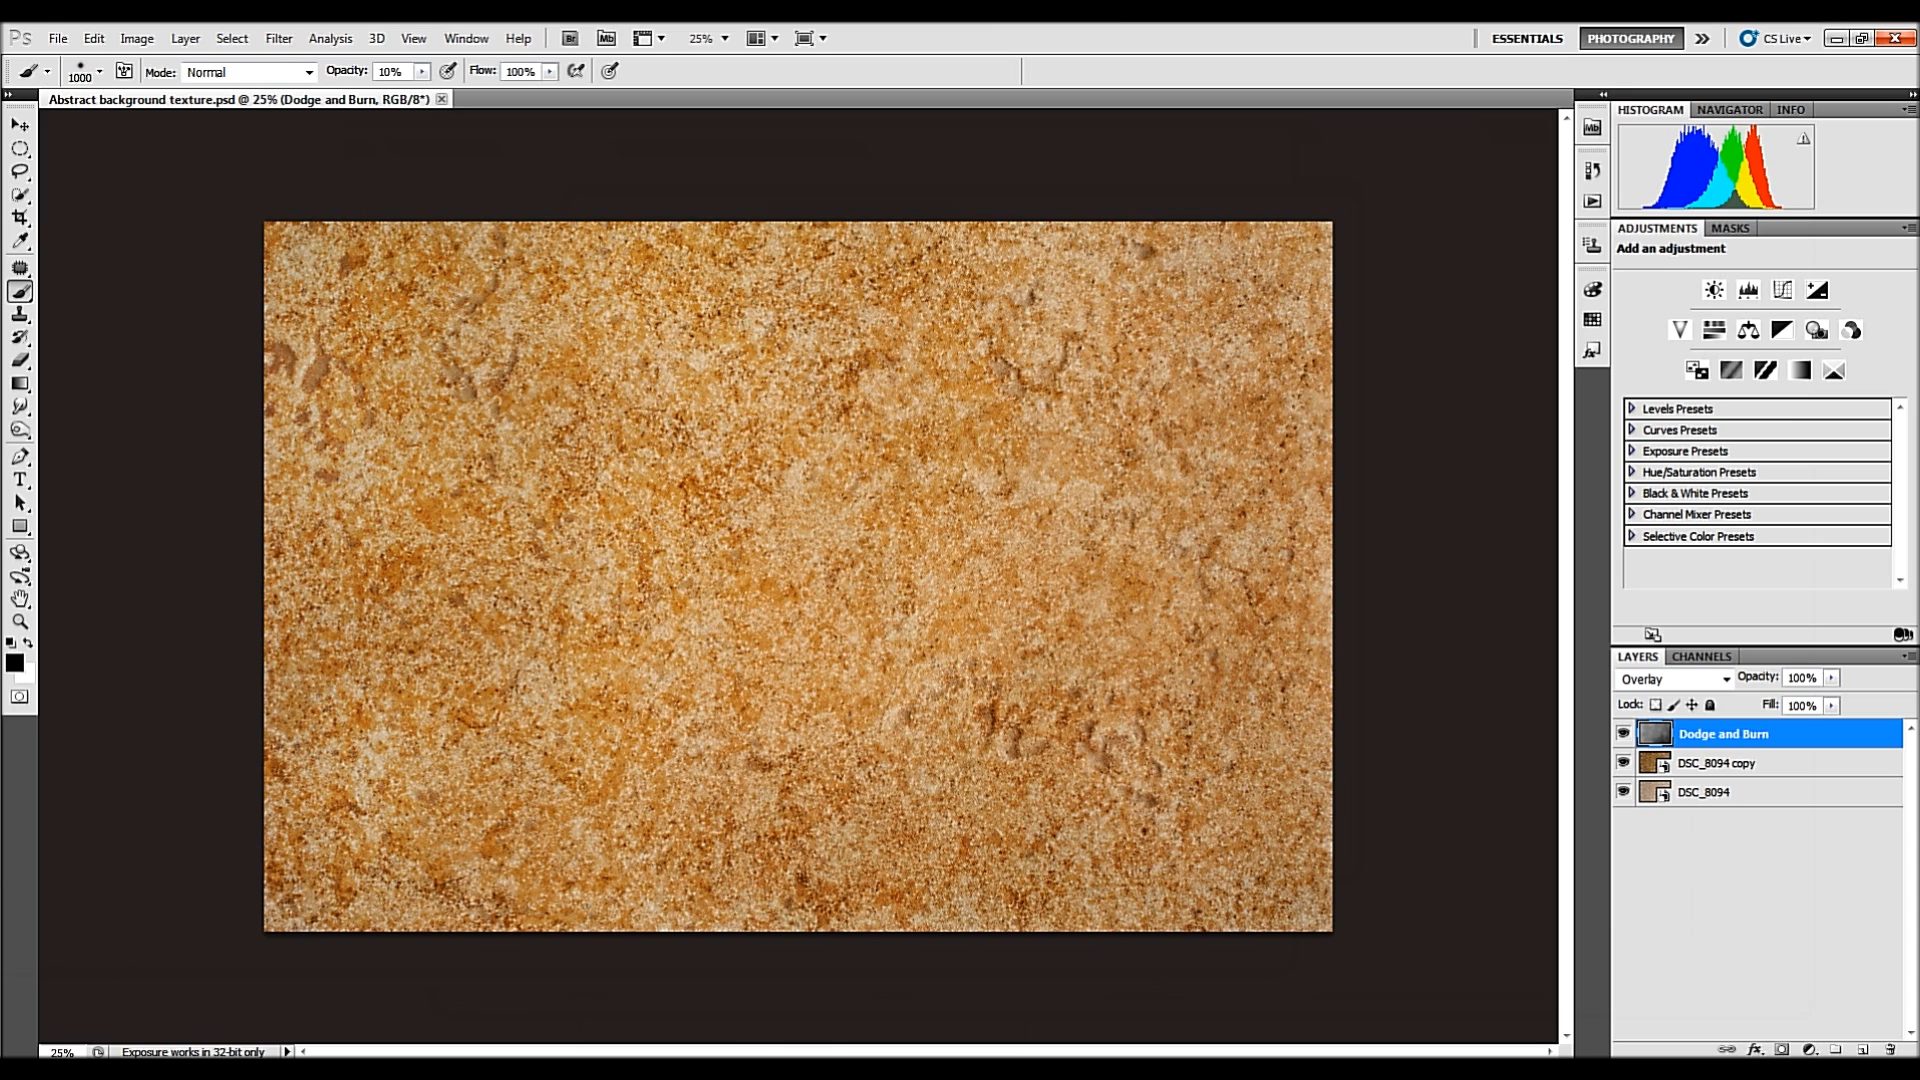 Ps File Edit Image Layer Select Filter Analysis 3D View Window Help Br Mb 25% ESSENTIALS PHOTOGRAPHY CS Live
1000 Mode: Normal Opacity: 10% Flow: 100%
Abstract background texture.psd @ 25% (Dodge and Burn, RGB/8*)
HISTOGRAM NAVIGATOR INFO
Mb
ADJUSTMENTS MASKS
Add an adjustment
Levels Presets
Curves Presets
Exposure Presets
Hue/Saturation Presets
Black & White Presets
Channel Mixer Presets
Selective Color Presets
LAYERS CHANNELS
Overlay Opacity: 100%
Lock: Fill: 100%
Dodge and Burn
DSC_8094 copy
DSC_8094
25% Exposure works in 32-bit only